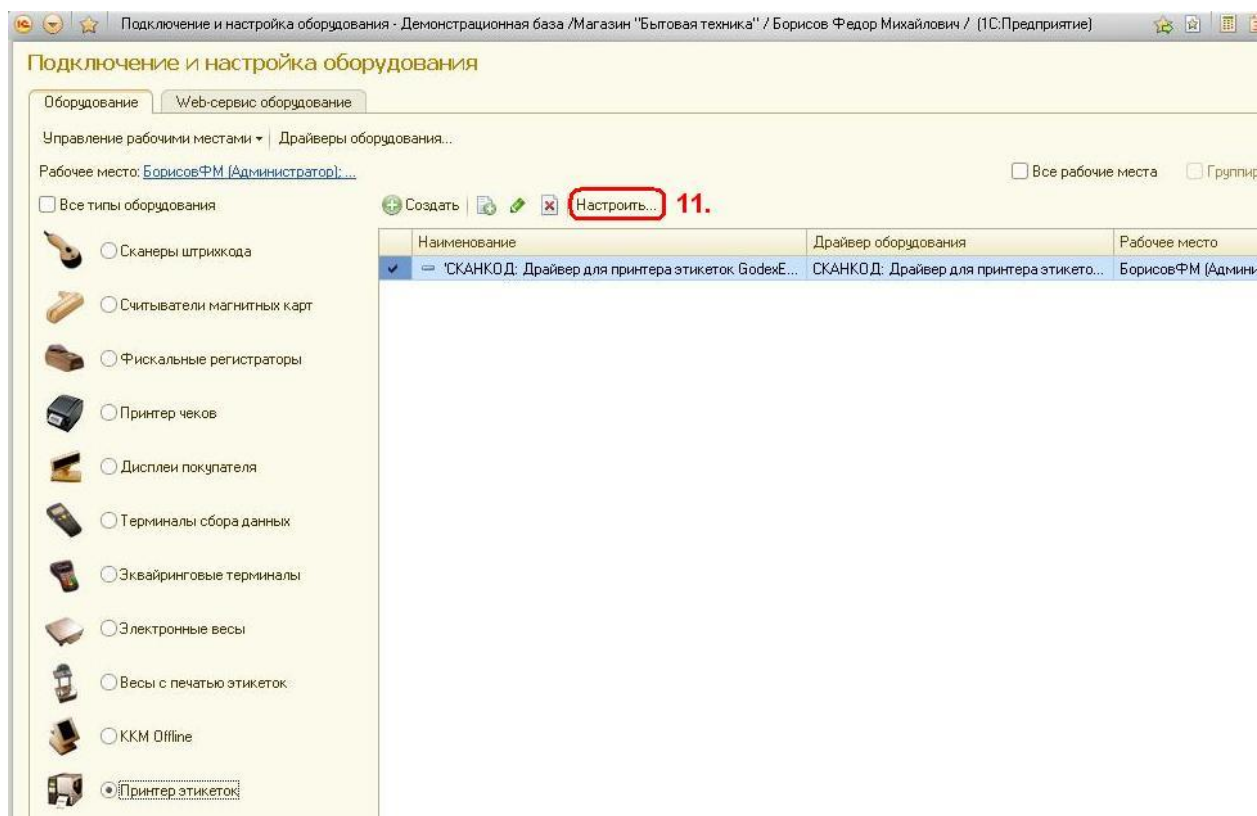 Подключение и настройка оборудования - Демонстрационная база /Магазин "Бытовая техника" / Борисов Федор Михайлович / (1С:Предприятие)
Подключение и настройка оборудования
Оборудование Web-сервис оборудование
Управление рабочими местами Драйверы оборудования...
Рабочее место: БорисовФМ (Администратор); ... Все рабочие места Группир
Все типы оборудования Создать Настроить... 11.
Наименование Драйвер оборудования Рабочее место
'СКАНКОД: Драйвер для принтера этикеток GodexE... СКАНКОД: Драйвер для принтера этикето... БорисовФМ (Админи
Сканеры штрихкода
Считыватели магнитных карт
Фискальные регистраторы
Принтер чеков
Дисплеи покупателя
Терминалы сбора данных
Эквайринговые терминалы
Электронные весы
Весы с печатью этикеток
ККМ Offline
Принтер этикеток